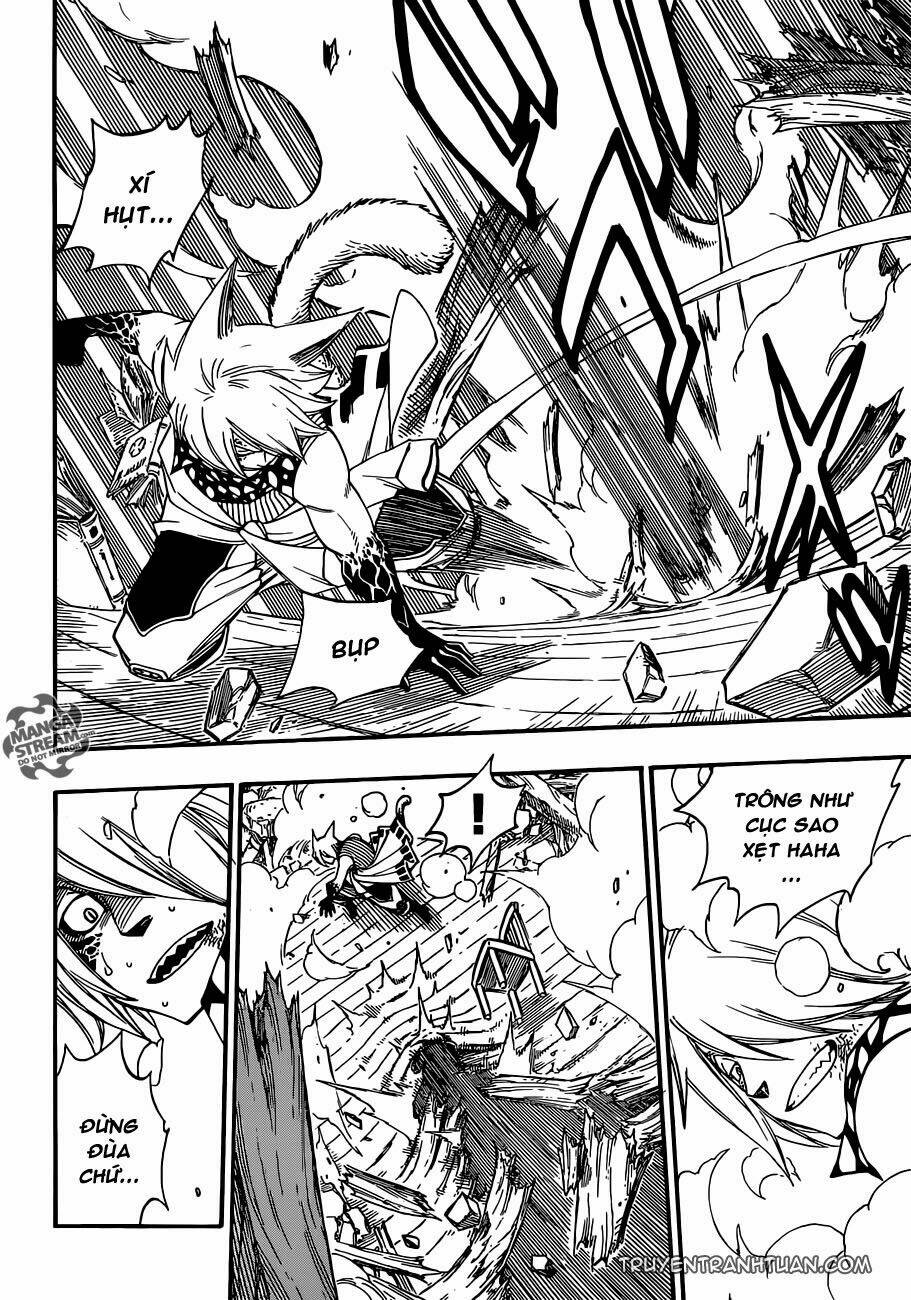 XÍ
HỤT...
BỤP
MANGA
STREAM
DO NOT MIRROR
!
ĐỪNG
ĐÙA
CHỨ...
TRÔNG NHƯ
CỤC SAO
XẸT HAHA
...
TRUYENTRANHTUAN.COM